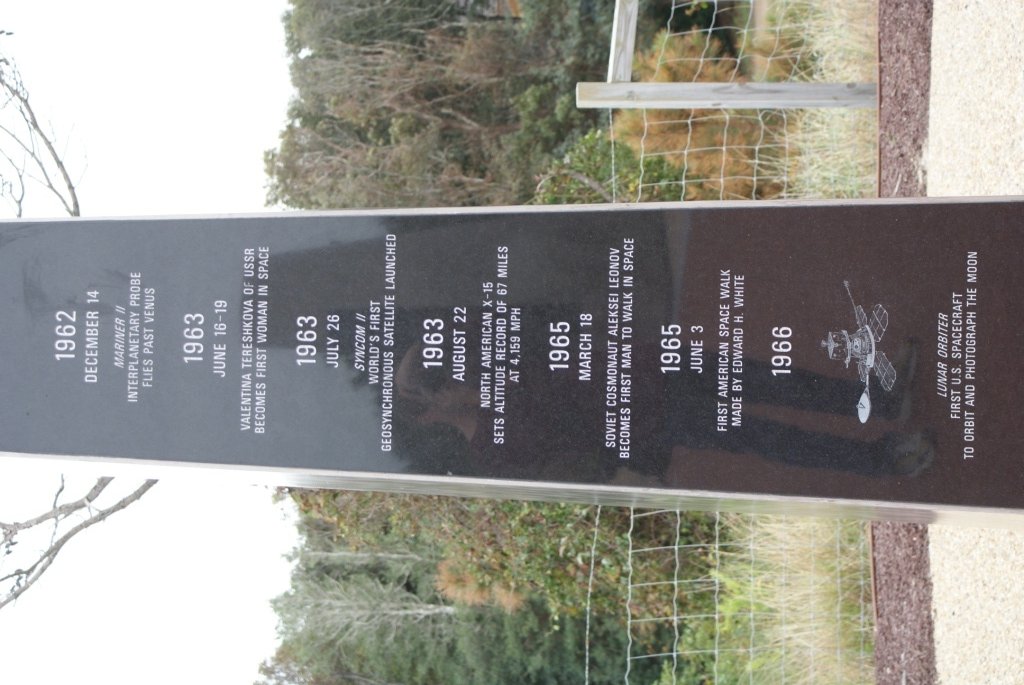 1962
DECEMBER 14
MARINER II
INTERPLANETARY PROBE
FLIES PAST VENUS
1963
JUNE 16-19
VALENTINA TERESHKOVA OF USSR
BECOMES FIRST WOMAN IN SPACE
1963
JULY 26
SYNCOM II
WORLD'S FIRST
GEOSYNCHRONOUS SATELLITE LAUNCHED
1963
AUGUST 22
NORTH AMERICAN X-15
SETS ALTITUDE RECORD OF 67 MILES
AT 4,159 MPH
1965
MARCH 18
SOVIET COSMONAUT ALEKSEI LEONOV
BECOMES FIRST MAN TO WALK IN SPACE
1965
JUNE 3
FIRST AMERICAN SPACE WALK
MADE BY EDWARD H. WHITE
1966
LUNAR ORBITER
FIRST U.S. SPACECRAFT
TO ORBIT AND PHOTOGRAPH THE MOON